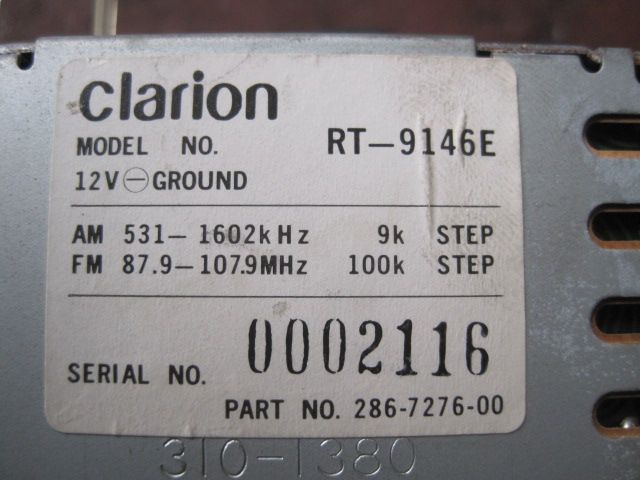 clarion
MODEL NO. RT-9146E
12V⊖GROUND
AM 531-1602kHz 9k STEP
FM 87.9-107.9MHz 100k STEP
SERIAL NO. 0002116
PART NO. 286-7276-00
310-1380